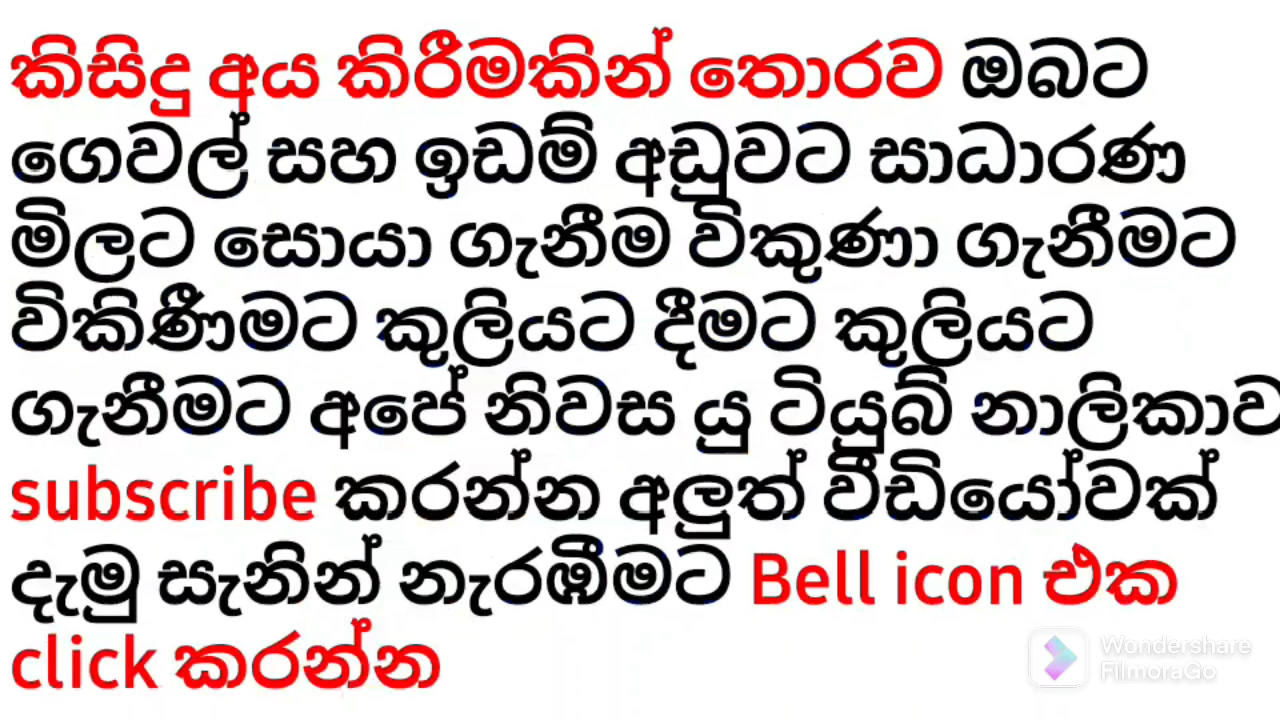 කිසිදු අය කිරීමකින් තොරව ඔබට
ගෙවල් සහ ඉඩම් අඩුවට සාධාරණ
මිලට සොයා ගැනීම විකුණා ගැනීමට
විකිණීමට කුලියට දීමට කුලියට
ගැනීමට අපේ නිවස යු ටියුබ් නාලිකාව
subscribe කරන්න අලුත් වීඩියෝවක්
දැමු සැනින් නැරඹීමට Bell icon එක
click කරන්න
Wondershare
FilmoraGo